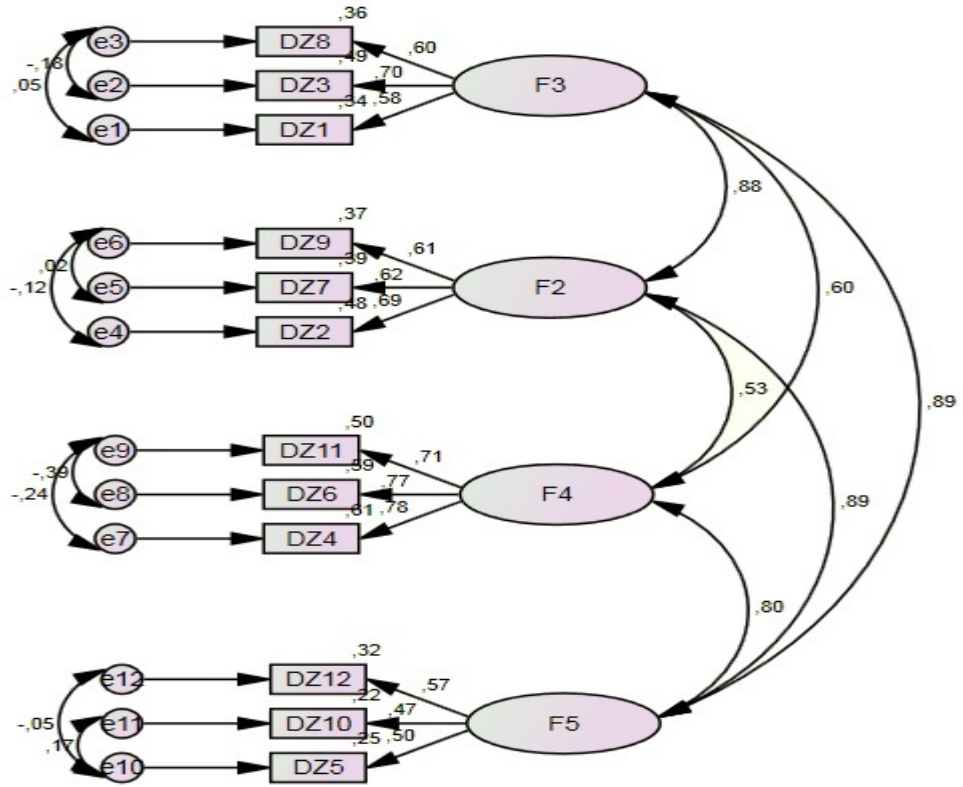 ,36
e3 DZ8 ,60
-,18 ,49
,05 e2 DZ3 ,70 F3
,34 ,58
e1 DZ1
,88
,37
e6 DZ9 ,61
,02 ,39
-,12 e5 DZ7 ,62 F2 ,60
,48 ,69
e4 DZ2
,53 ,89
,50
e9 DZ11 ,71
-,39 ,59
-,24 e8 DZ6 ,77 F4 ,89
,61 ,78
e7 DZ4
,80
,32
e12 DZ12 ,57
,22
-,05 e11 DZ10 ,47 F5
,17 ,25 ,50
e10 DZ5